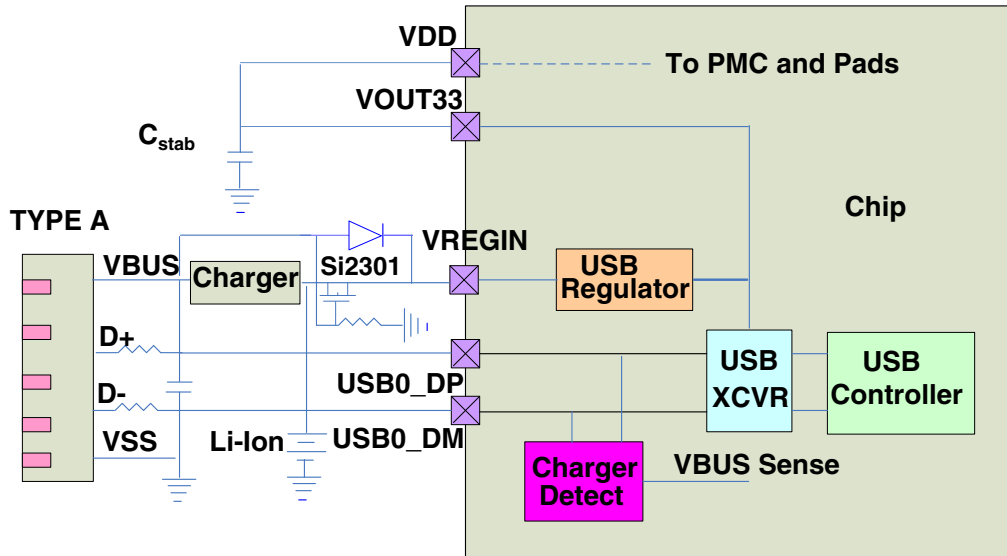 VDD
To PMC and Pads
VOUT33
Cstab
Chip
TYPE A
VREGIN
VBUS
Charger
Si2301
USB
Regulator
D+
USB0_DP
USB
XCVR
USB
Controller
D-
VSS
Li-Ion
USB0_DM
Charger
Detect
VBUS Sense